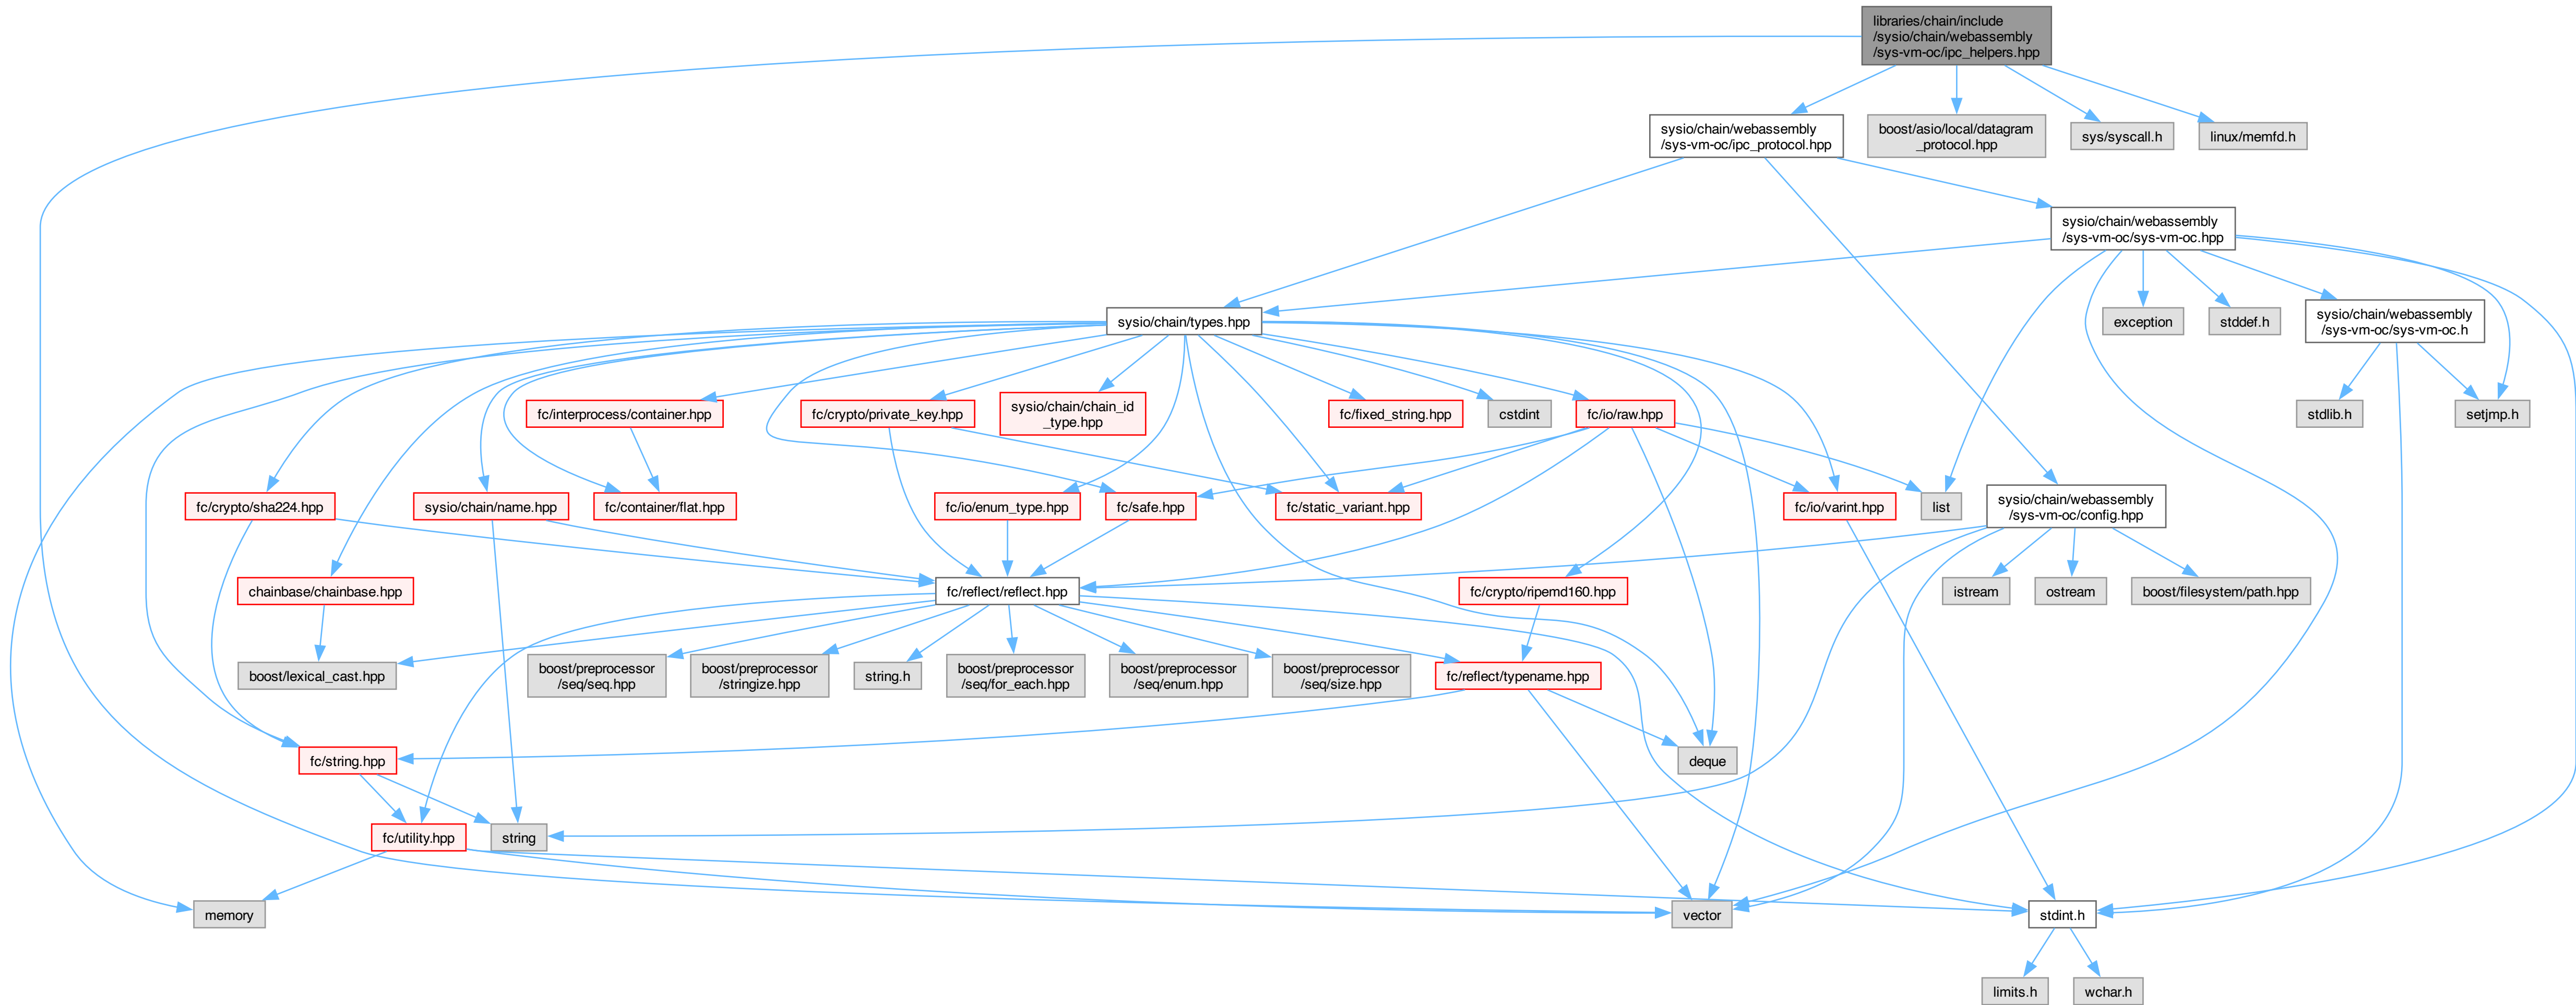 libraries/chain/include
/sysio/chain/webassembly
/sys-vm-oc/ipc_helpers.hpp
sysio/chain/webassembly
/sys-vm-oc/ipc_protocol.hpp
boost/asio/local/datagram
_protocol.hpp
sys/syscall.h
linux/memfd.h
sysio/chain/webassembly
/sys-vm-oc/sys-vm-oc.hpp
sysio/chain/types.hpp
exception
stddef.h
sysio/chain/webassembly
/sys-vm-oc/sys-vm-oc.h
fc/interprocess/container.hpp
fc/crypto/private_key.hpp
sysio/chain/chain_id
_type.hpp
fc/fixed_string.hpp
cstdint
fc/io/raw.hpp
stdlib.h
setjmp.h
fc/crypto/sha224.hpp
sysio/chain/name.hpp
fc/container/flat.hpp
fc/io/enum_type.hpp
fc/safe.hpp
fc/static_variant.hpp
fc/io/varint.hpp
list
sysio/chain/webassembly
/sys-vm-oc/config.hpp
chainbase/chainbase.hpp
fc/reflect/reflect.hpp
fc/crypto/ripemd160.hpp
istream
ostream
boost/filesystem/path.hpp
boost/lexical_cast.hpp
boost/preprocessor
/seq/seq.hpp
boost/preprocessor
/stringize.hpp
string.h
boost/preprocessor
/seq/for_each.hpp
boost/preprocessor
/seq/enum.hpp
boost/preprocessor
/seq/size.hpp
fc/reflect/typename.hpp
fc/string.hpp
deque
fc/utility.hpp
string
memory
vector
stdint.h
limits.h
wchar.h